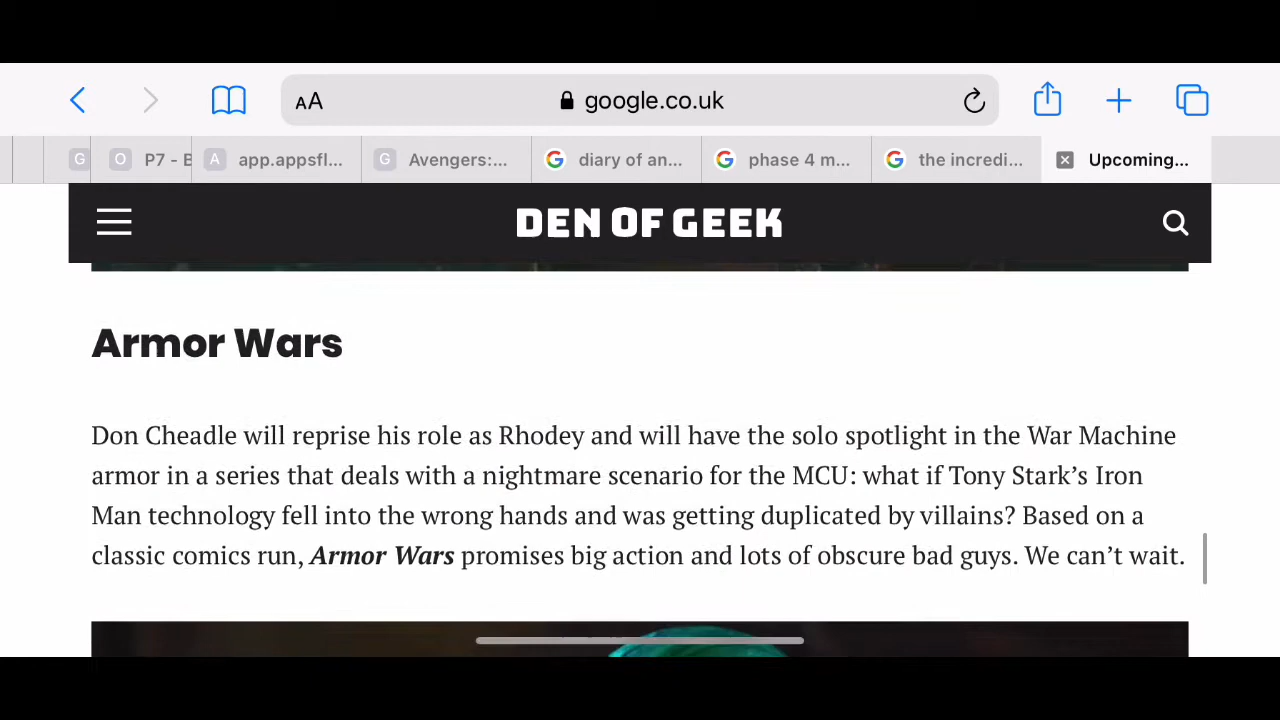 AA google.co.uk
G O P7 - B A app.appsfl... G Avengers:... diary of an... phase 4 m... the incredi... Upcoming...
DEN OF GEEK
Armor Wars
Don Cheadle will reprise his role as Rhodey and will have the solo spotlight in the War Machine
armor in a series that deals with a nightmare scenario for the MCU: what if Tony Stark’s Iron
Man technology fell into the wrong hands and was getting duplicated by villains? Based on a
classic comics run, Armor Wars promises big action and lots of obscure bad guys. We can’t wait.